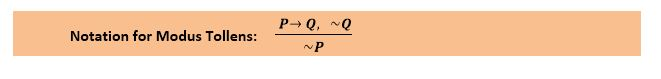 Notation for Modus Tollens: P→ Q, ~Q
~P